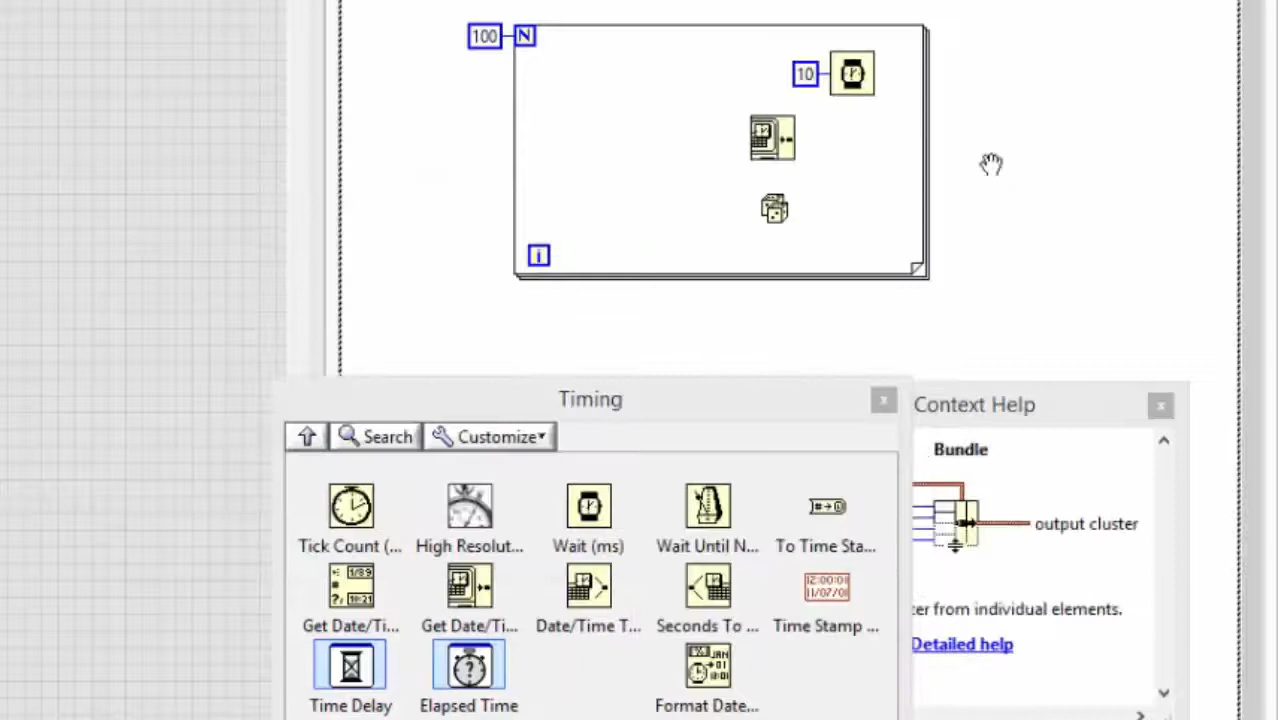 100 N
10
i
Timing
Search Customize
Tick Count (... High Resolut... Wait (ms) Wait Until N... To Time Sta...
Get Date/Ti... Get Date/Ti... Date/Time T... Seconds To ... Time Stamp ...
Time Delay Elapsed Time Format Date...
Context Help
Bundle
output cluster
er from individual elements.
Detailed help